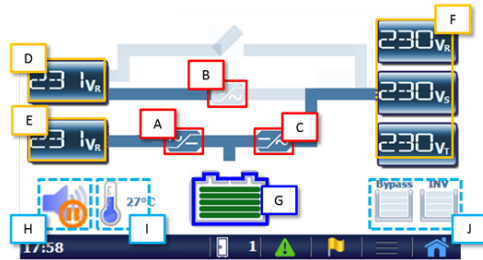 F
D
230VR
231VR
B
230VS
E
A
C
231VR
230VT
G
Bypass INV
27°C
H
I
J
17:58
1